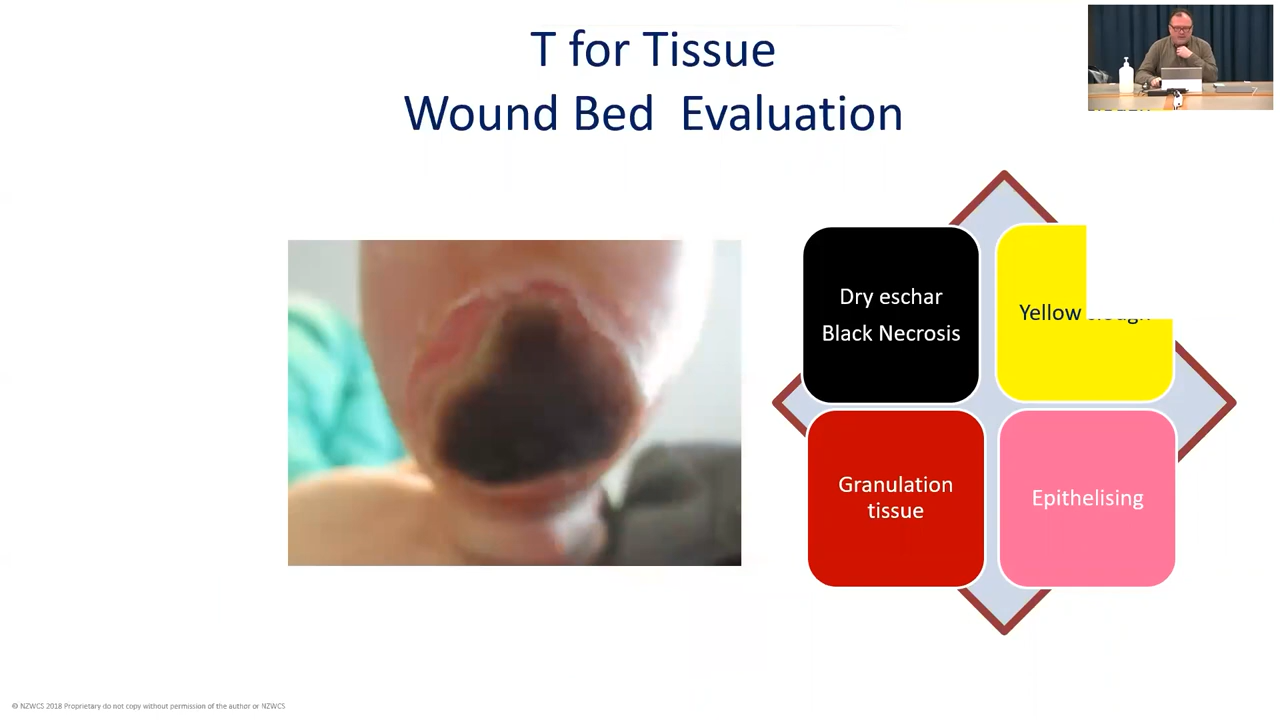 T for Tissue
Wound Bed Evaluation
Dry eschar
Black Necrosis
Yellow
Granulation
tissue
Epithelising
© NZWCS 2018 Proprietary do not copy without permission of the author or NZWCS